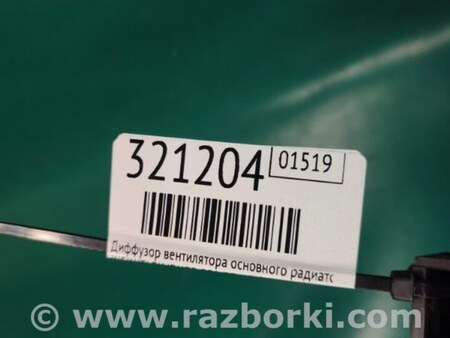 321204
01519
Диффузор вентилятора основного радиатс
© www.razborki.com